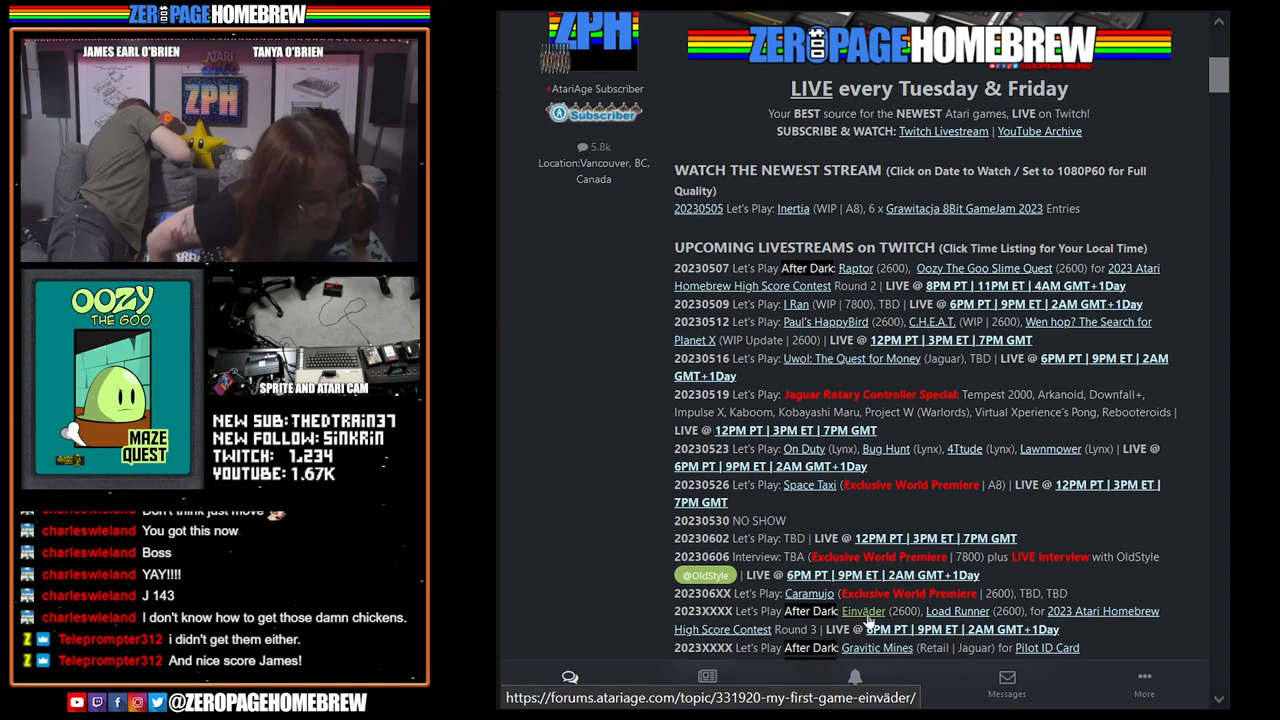 ZEROPAGEHOMEBREW
JAMES EARL O'BRIEN
TANYA O'BRIEN
ATARI
ZPH
OOZY
THE GOO
MAZE
QUEST
SPRITE AND ATARI CAM
NEW SUB: THEDTRAIN37
NEW FOLLOW: SINKRIN
TWITCH: 1,234
YOUTUBE: 1.67K
charleswieland Don't think just move
charleswieland You got this now
charleswieland Boss
charleswieland YAY!!!!
charleswieland J 143
charleswieland I don't know how to get those damn chickens.
Teleprompto312 i didn't get them either.
Teleprompto312 And nice score James!
@ZEROPAGEHOMEBREW
ZPH
AtariAge Subscriber
Subscriber
5.8k
Location:Vancouver, BC,
Canada
ZEROPAGEHOMEBREW
LIVE every Tuesday & Friday
Your BEST source for the NEWEST Atari games, LIVE on Twitch!
SUBSCRIBE & WATCH: Twitch Livestream | YouTube Archive
WATCH THE NEWEST STREAM (Click on Date to Watch / Set to 1080P60 for Full
Quality)
20230505 Let's Play: Inertia (WIP | A8), 6 x Grawitacja 8Bit GameJam 2023 Entries
UPCOMING LIVESTREAMS on TWITCH (Click Time Listing for Your Local Time)
20230507 Let's Play After Dark: Raptor (2600), Oozy The Goo Slime Quest (2600) for 2023 Atari
Homebrew High Score Contest Round 2 | LIVE @ 8PM PT | 11PM ET | 4AM GMT+1Day
20230509 Let's Play: I Ran (WIP | 7800), TBD | LIVE @ 6PM PT | 9PM ET | 2AM GMT+1Day
20230512 Let's Play: Paul's HappyBird (2600), C.H.E.A.T. (WIP | 2600), Wen hop? The Search for
Planet X (WIP Update | 2600) | LIVE @ 12PM PT | 3PM ET | 7PM GMT
20230516 Let's Play: Uwol: The Quest for Money (Jaguar), TBD | LIVE @ 6PM PT | 9PM ET | 2AM
GMT+1Day
20230519 Let's Play: Jaguar Rotary Controller Special: Tempest 2000, Arkanoid, Downfall+,
Impulse X, Kaboom, Kobayashi Maru, Project W (Warlords), Virtual Xperience's Pong, Rebooteroids |
LIVE @ 12PM PT | 3PM ET | 7PM GMT
20230523 Let's Play: On Duty (Lynx), Bug Hunt (Lynx), 4Ttude (Lynx), Lawnmower (Lynx) | LIVE @
6PM PT | 9PM ET | 2AM GMT+1Day
20230526 Let's Play: Space Taxi (Exclusive World Premiere | A8) | LIVE @ 12PM PT | 3PM ET |
7PM GMT
20230530 NO SHOW
20230602 Let's Play: TBD | LIVE @ 12PM PT | 3PM ET | 7PM GMT
20230606 Interview: TBA (Exclusive World Premiere | 7800) plus LIVE Interview with OldStyle
@OldStyle | LIVE @ 6PM PT | 9PM ET | 2AM GMT+1Day
202306XX Let's Play: Caramujo (Exclusive World Premiere | 2600), TBD, TBD
2023XXXX Let's Play After Dark: Einväder (2600), Load Runner (2600), for 2023 Atari Homebrew
High Score Contest Round 3 | LIVE @ 8PM PT | 9PM ET | 2AM GMT+1Day
2023XXXX Let's Play After Dark: Gravitic Mines (Retail | Jaguar) for Pilot ID Card
Messages
More
https://forums.atariage.com/topic/331920-my-first-game-einväder/